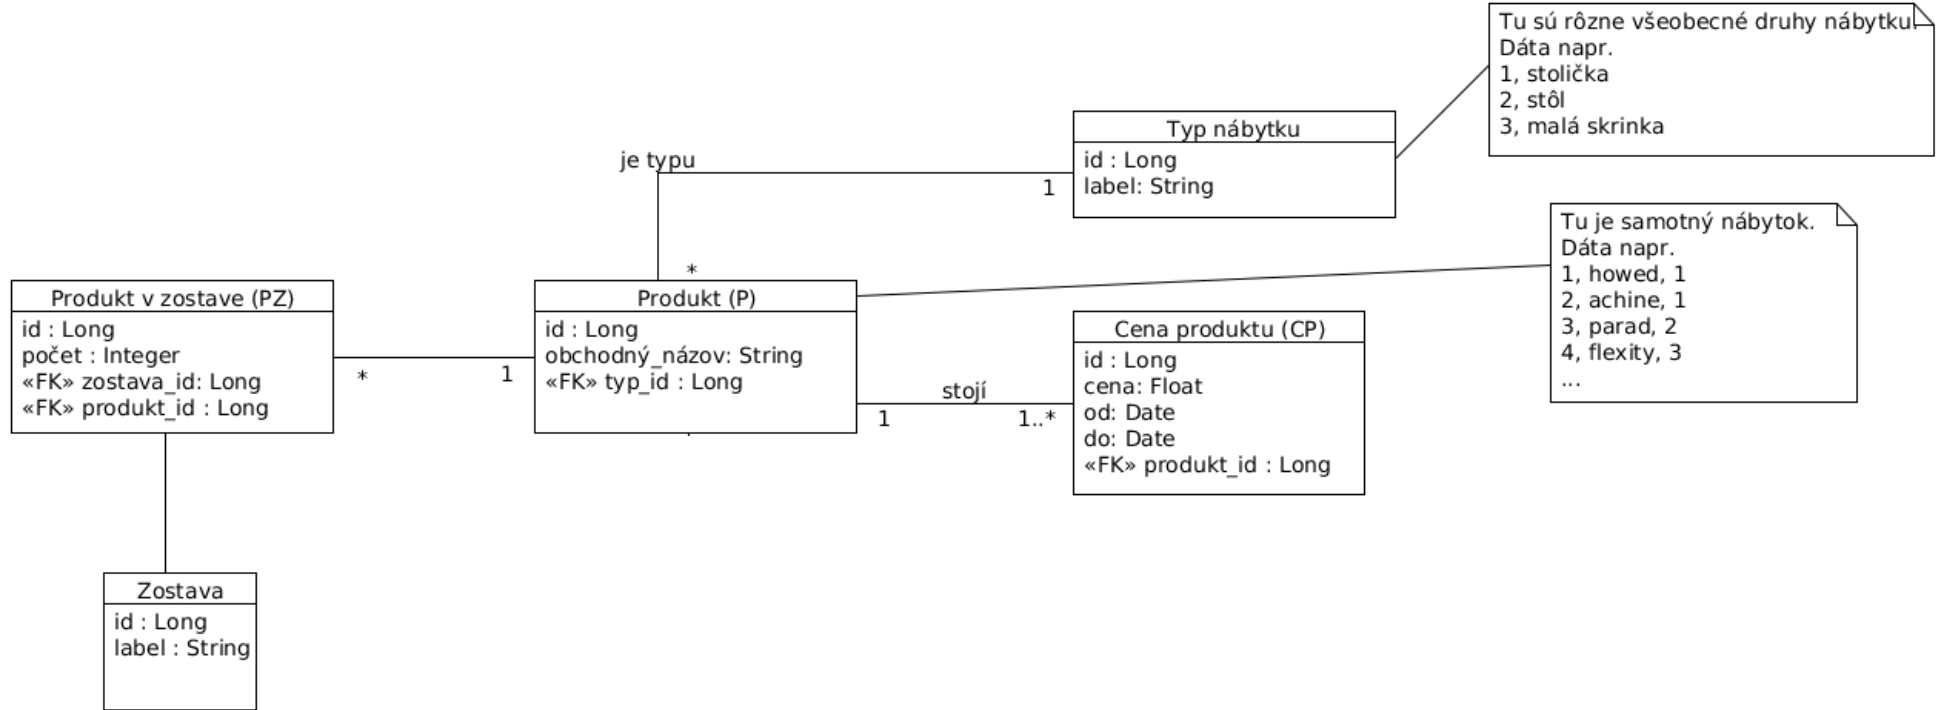 Tu sú rôzne všeobecné druhy nábytku.
Dáta napr.
1, stolička
2, stôl
3, malá skrinka
Typ nábytku
id : Long
label: String
je typu
1
*
Tu je samotný nábytok.
Dáta napr.
1, howed, 1
2, achine, 1
3, parad, 2
4, flexity, 3
...
Produkt v zostave (PZ)
id : Long
počet : Integer
«FK» zostava_id: Long
«FK» produkt_id : Long
*
1
Produkt (P)
id : Long
obchodný_názov: String
«FK» typ_id : Long
stojí
1
1..*
Cena produktu (CP)
id : Long
cena: Float
od: Date
do: Date
«FK» produkt_id : Long
Zostava
id : Long
label : String